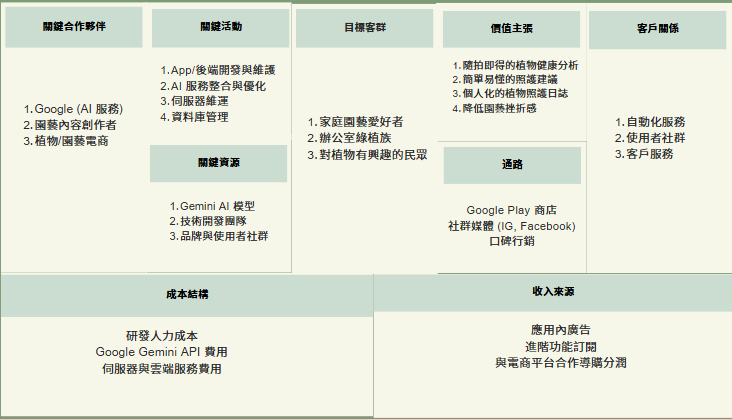 關鍵合作夥伴
1.Google (AI 服務)
2.園藝內容創作者
3.植物/園藝電商
關鍵活動
1.App/後端開發與維護
2.AI 服務整合與優化
3.伺服器維運
4.資料庫管理
關鍵資源
1.Gemini AI 模型
2.技術開發團隊
3.品牌與使用者社群
目標客群
1.家庭園藝愛好者
2.辦公室綠植族
3.對植物有興趣的民眾
價值主張
1.隨拍即得的植物健康分析
2.簡單易懂的照護建議
3.個人化的植物照護日誌
4.降低園藝挫折感
通路
Google Play 商店
社群媒體 (IG, Facebook)
口碑行銷
客戶關係
1.自動化服務
2.使用者社群
3.客戶服務
成本結構
研發人力成本
Google Gemini API 費用
伺服器與雲端服務費用
收入來源
應用內廣告
進階功能訂閱
與電商平台合作導購分潤